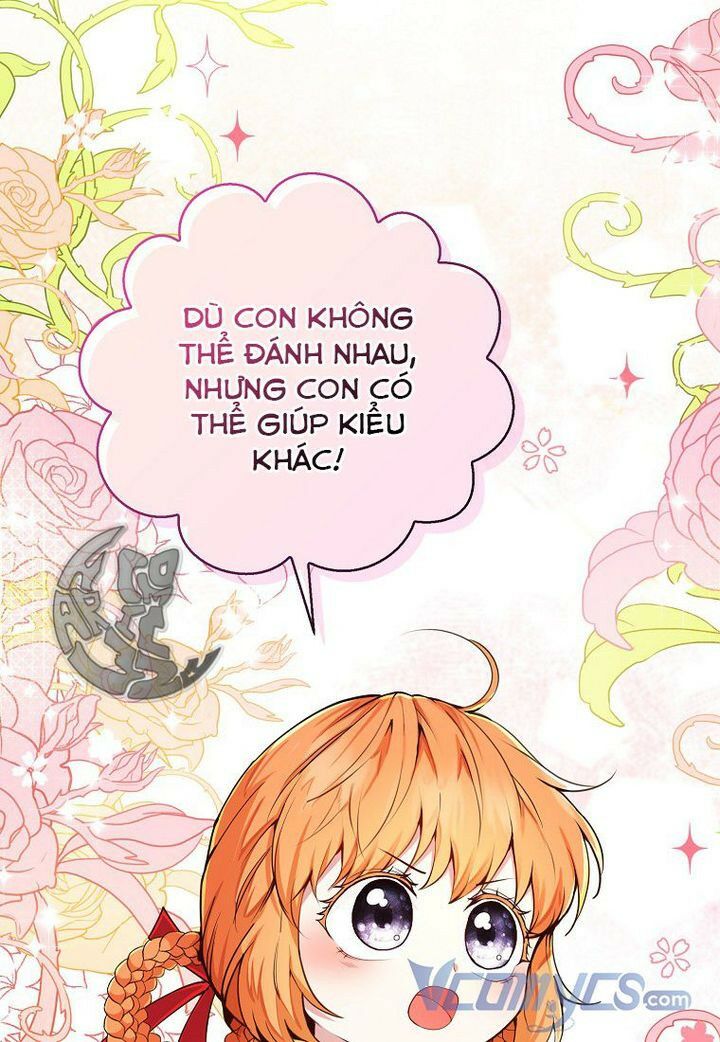 DÙ CON KHÔNG
THỂ ĐÁNH NHAU,
NHƯNG CON CÓ
THỂ GIÚP KIỂU
KHÁC!
VCOMYCS.COM